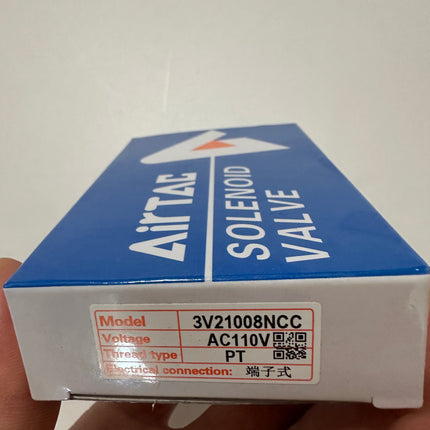 AirTAC
SOLENOID
VALVE
Model 3V21008NCC
Voltage AC110V
Thread type PT
Electrical connection: 端子式